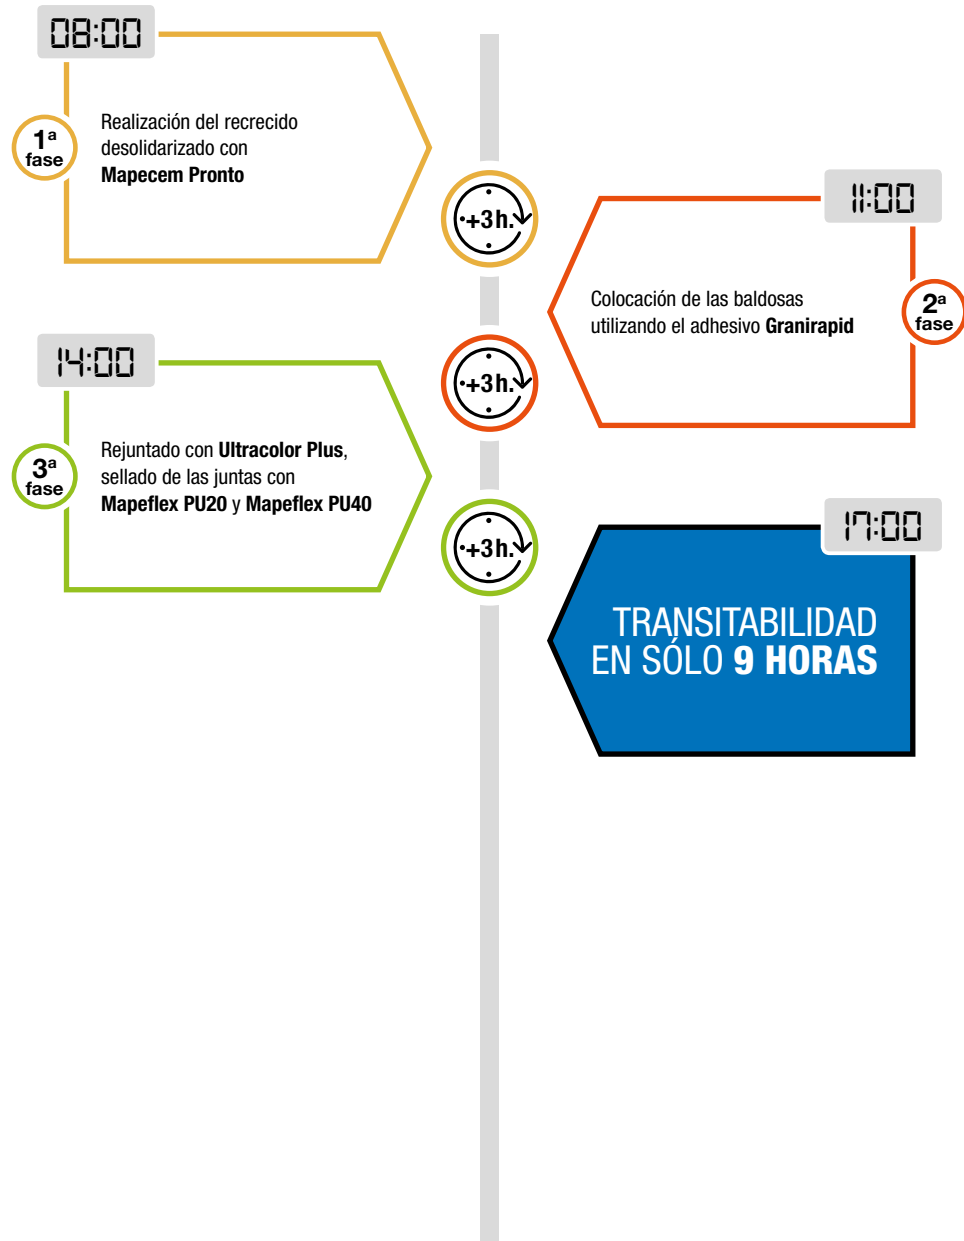 08:00
1ª
fase
Realización del recrecido
desolidarizado con
Mapecem Pronto
+3h.
11:00
Colocación de las baldosas
utilizando el adhesivo Granirapid
2ª
fase
+3h.
14:00
3ª
fase
Rejuntado con Ultracolor Plus,
sellado de las juntas con
Mapeflex PU20 y Mapeflex PU40
+3h.
17:00
TRANSITABILIDAD
EN SÓLO 9 HORAS